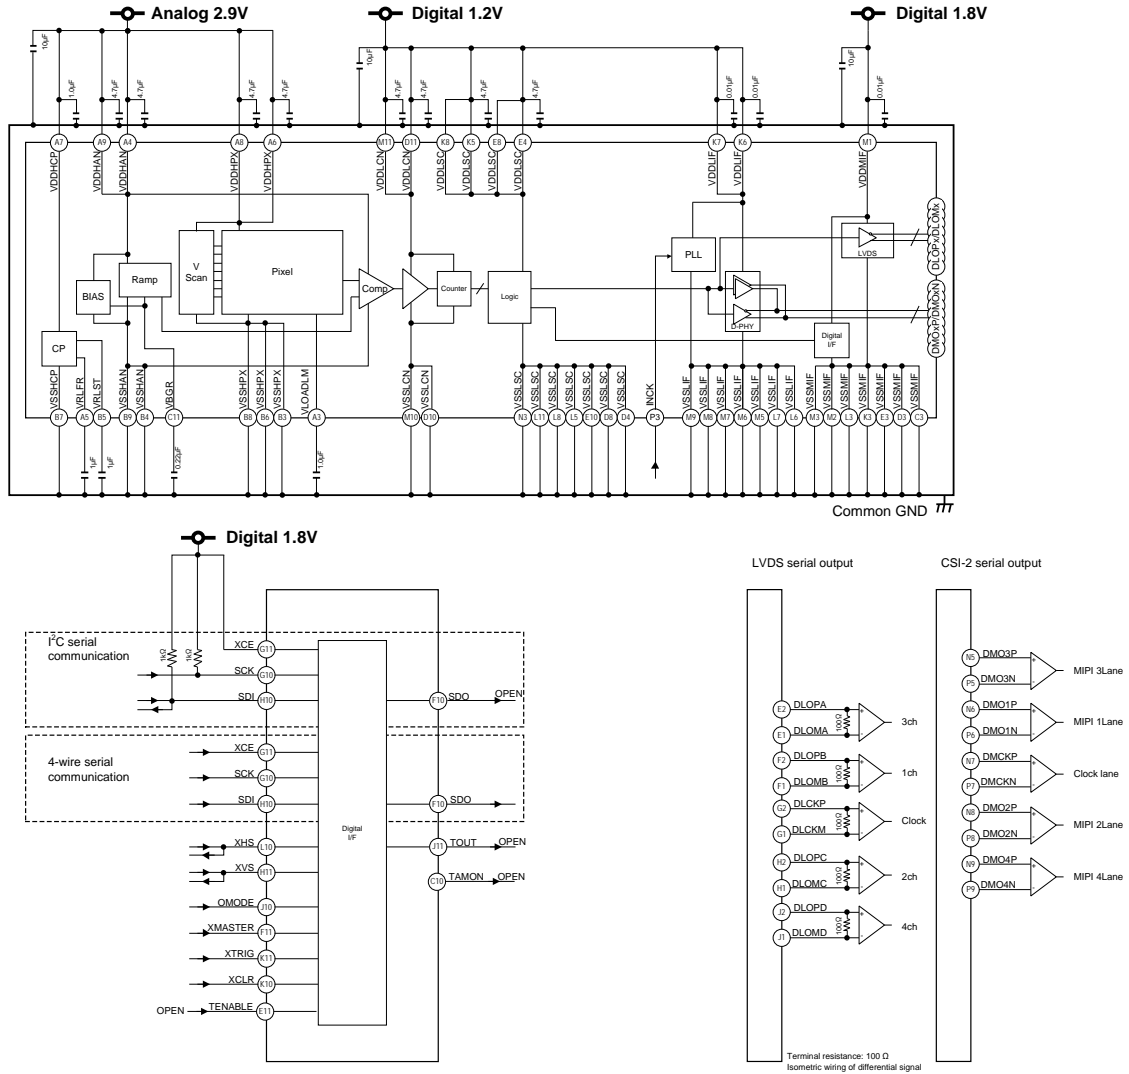 Analog 2.9V
Digital 1.2V
Digital 1.8V
10μF
1.0μF
4.7μF
4.7μF
4.7μF
4.7μF
10μF
4.7μF
4.7μF
4.7μF
4.7μF
0.01μF
0.01μF
10μF
0.01μF
A7 A9 A4 A8 A6 M11 D11 K8 K5 E8 E4 K7 K6 M1
VDDHCP VDDHAN VDDHAN VDDHPX VDDHPX VDDLCN VDDLCN VDDLSC VDDLSC VDDLSC VDDLSC VDDLIF VDDLIF VDDMIF
DLOPx/DLOMx
V
Scan
Pixel
PLL
LVDS
Ramp
BIAS
Comp
Counter
Logic
D-PHY
Digital
I/F
DMOxP/DMOxN
CP
VSSHCP VRLFR VRLST VSSHAN VSSHAN VBGR VSSHPX VSSHPX VSSHPX VLOADLM VSSLCN VSSLCN VSSLSC VSSLSC VSSLSC VSSLSC VSSLSC VSSLSC VSSLSC INCK VSSLIF VSSLIF VSSLIF VSSLIF VSSLIF VSSLIF VSSLIF VSSMIF VSSMIF VSSMIF VSSMIF VSSMIF VSSMIF VSSMIF
B7 A5 B5 B9 B4 C11 B8 B6 B3 A3 M10 D10 N3 L11 L8 L5 E10 D8 D4 P3 M9 M8 M7 M6 M5 L7 L6 M3 M2 L3 K3 E3 D3 C3
1μF
1μF
0.22μF
1.0μF
Common GND
Digital 1.8V
I2C serial
communication
1kΩ
1kΩ
XCE G11
SCK G10
SDI H10
F10 SDO OPEN
4-wire serial
communication
XCE G11
SCK G10
SDI H10
F10 SDO
Digital
I/F
XHS L10
J11 TOUT OPEN
XVS H11
C10 TAMON OPEN
OMODE J10
XMASTER F11
XTRIG K11
XCLR K10
OPEN TENABLE E11
LVDS serial output
E2 DLOPA +
100Ω 3ch
E1 DLOMA -
F2 DLOPB +
100Ω 1ch
F1 DLOMB -
G2 DLCKP +
100Ω Clock
G1 DLCKM -
H2 DLOPC +
100Ω 2ch
H1 DLOMC -
J2 DLOPD +
100Ω 4ch
J1 DLOMD -
Terminal resistance: 100 Ω
Isometric wiring of differential signal
CSI-2 serial output
N5 DMO3P +
MIPI 3Lane
P5 DMO3N -
N6 DMO1P +
MIPI 1Lane
P6 DMO1N -
N7 DMCKP +
Clock lane
P7 DMCKN -
N8 DMO2P +
MIPI 2Lane
P8 DMO2N -
N9 DMO4P +
MIPI 4Lane
P9 DMO4N -